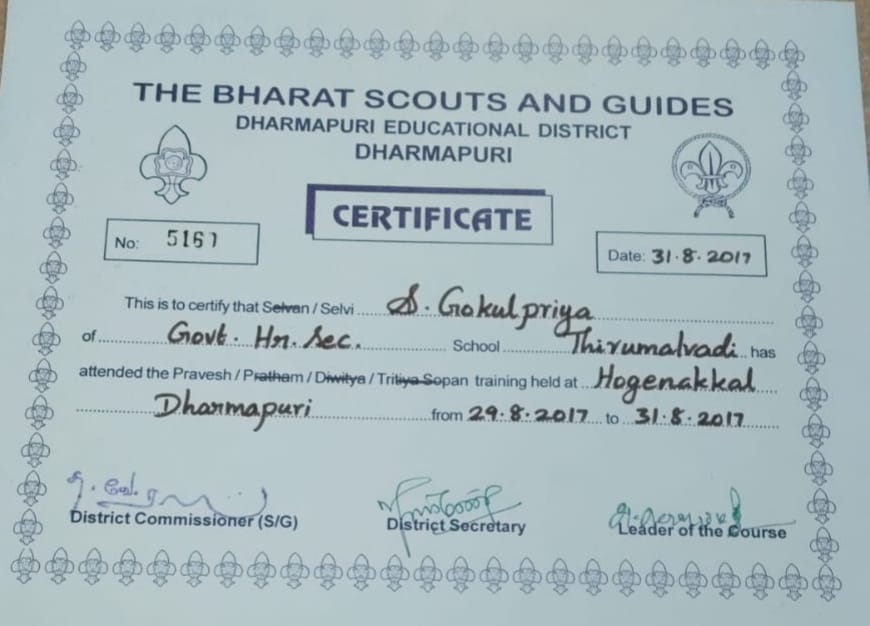 THE BHARAT SCOUTS AND GUIDES
DHARMAPURI EDUCATIONAL DISTRICT
DHARMAPURI
CERTIFICATE
No: 5161
Date: 31.8.2017
This is to certify that Selvan / Selvi S. Gokulpriya
of Govt. Hr. Sec. School Thirumalvadi has
attended the Pravesh / Pratham / Diwitya / Tritiya Sopan training held at Hogenakkal
Dharmapuri from 29.8.2017 to 31.8.2017
District Commissioner (S/G)
District Secretary
Leader of the Course